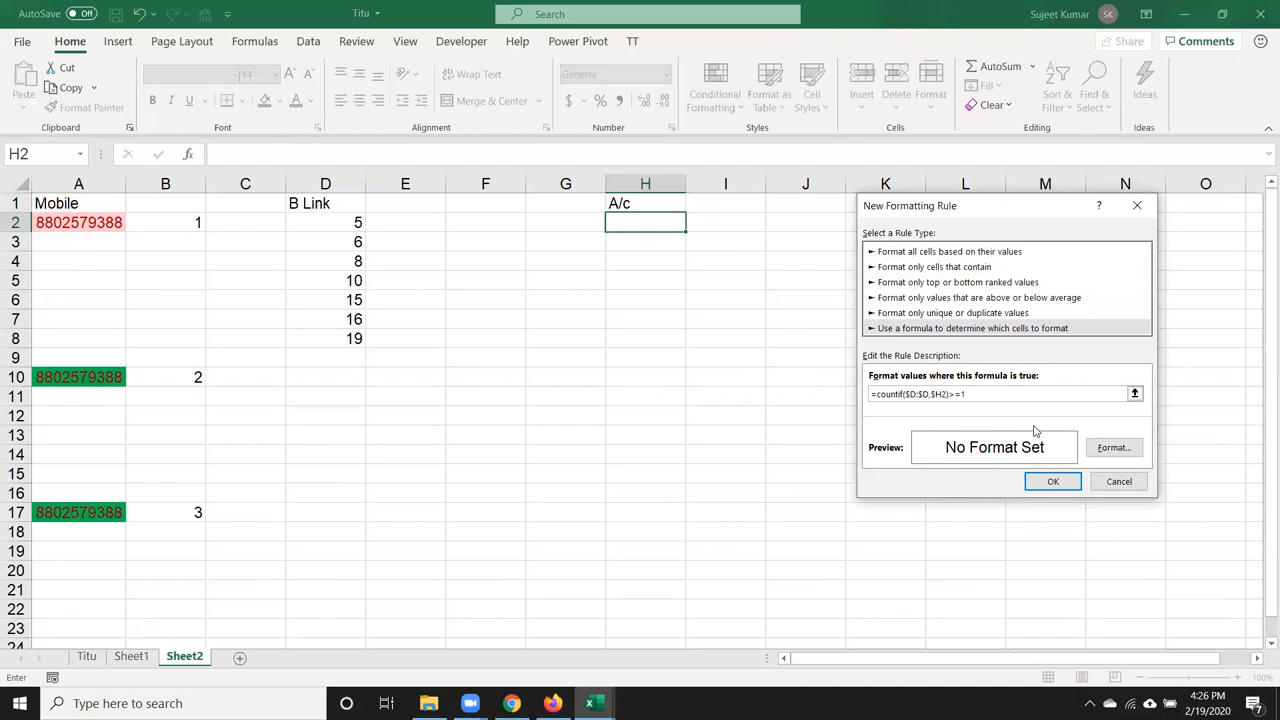 AutoSave Off
Titu
Search
Sujeet Kumar SK
File Home Insert Draw Page Layout Formulas Data Review View Developer Help Power Pivot TT
Share Comments
Paste
Cut
Copy
Format Painter
14
General
Wrap Text
Merge & Center
Conditional Formatting
Format as Table
Cell Styles
Insert
Delete
Format
AutoSum
Fill
Clear
Sort & Filter
Find & Select
Ideas
Clipboard Font Alignment Number Styles Cells Editing Ideas
H2
fx
A B C D E F G H I J K L M N O
1 Mobile B Link A/c
2 8802579388 1 5
3 6
4 8
5 10
6 15
7 16
8 19
9
10 8802579388 2
11
12
13
14
15
16
17 8802579388 3
18
19
20
21
22
23
24
New Formatting Rule ?
Select a Rule Type:
► Format all cells based on their values
► Format only cells that contain
► Format only top or bottom ranked values
► Format only values that are above or below average
► Format only unique or duplicate values
► Use a formula to determine which cells to format
Edit the Rule Description:
Format values where this formula is true:
=countif($D:$D,$H2)>=1
Preview: No Format Set Format...
OK Cancel
Titu Sheet1 Sheet2
Enter
100%
Type here to search
4:26 PM
2/19/2020
7